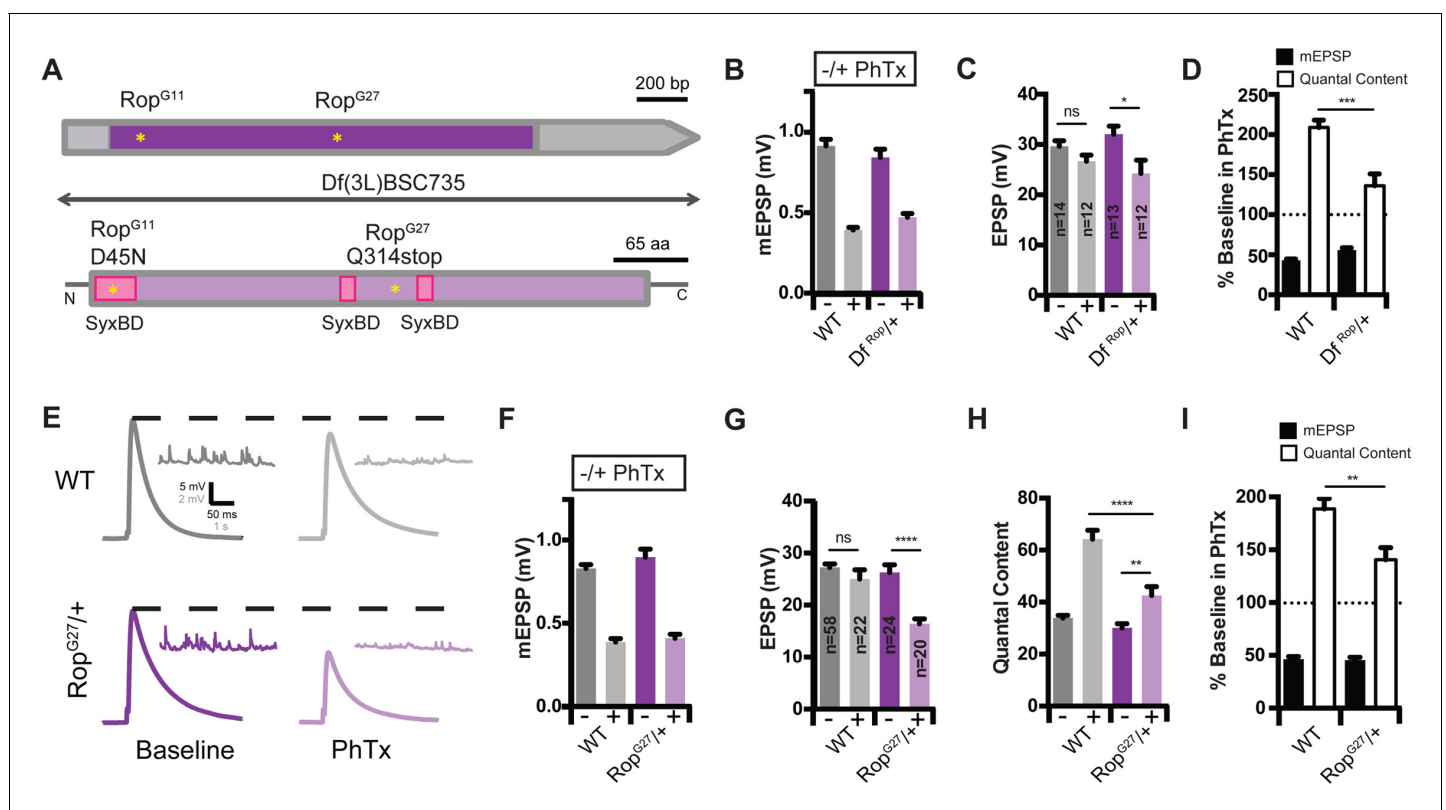 A
Rop^G11
Rop^G27
200 bp
Df(3L)BSC735
Rop^G11
D45N
Rop^G27
Q314stop
65 aa
N
C
SyxBD
SyxBD
SyxBD
B
-/+ PhTx
mEPSP (mV)
1.0
0.5
0.0
- + - +
WT
Df^Rop/+
C
EPSP (mV)
40
30
20
10
0
ns
*
n=14
n=12
n=13
n=12
- + - +
WT
Df^Rop/+
D
mEPSP
Quantal Content
% Baseline in PhTx
250
200
150
100
50
0
***
WT
Df^Rop/+
E
WT
5 mV
2 mV
50 ms
1 s
Rop^G27/+
Baseline
PhTx
F
-/+ PhTx
mEPSP (mV)
1.0
0.5
0.0
- + - +
WT
Rop^G27/+
G
EPSP (mV)
40
30
20
10
0
ns
****
n=58
n=22
n=24
n=20
- + - +
WT
Rop^G27/+
H
Quantal Content
80
60
40
20
0
****
**
- + - +
WT
Rop^G27/+
I
mEPSP
Quantal Content
% Baseline in PhTx
200
150
100
50
0
**
WT
Rop^G27/+